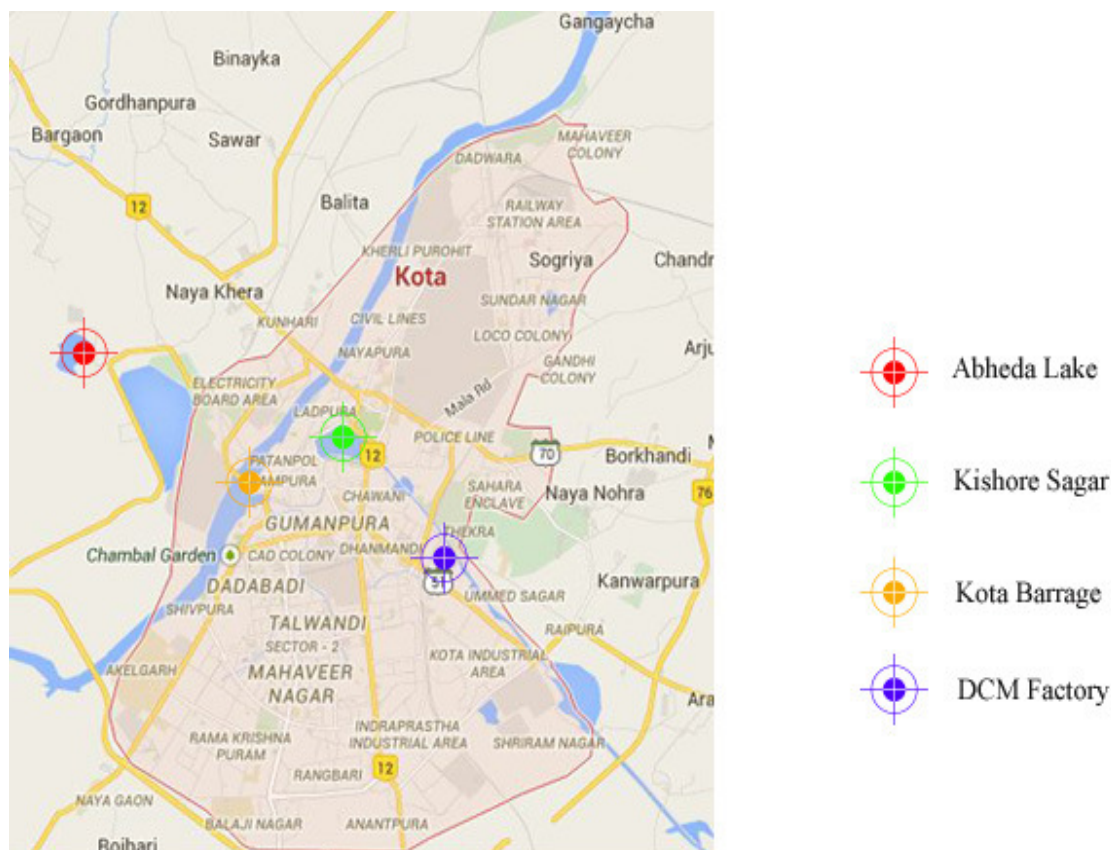 Gangaycha
Binayka
Gordhanpura
Bargaon
Sawar
MAHAVEER
COLONY
DADWARA
12
Balita
RAILWAY
STATION AREA
KHERLI PUROHIT
Sogriya
Chandr
Kota
Naya Khera
SUNDAR NAGAR
KUNHARI
CIVIL LINES
LOCO COLONY
Arju
NAYAPURA
GANDHI
COLONY
Abheda Lake
ELECTRICITY
BOARD AREA
Mala Rd
LADPURA
POLICE LINE
12
70
Borkhandi
PATANPOL
AMPURA
SAHARA
ENCLAVE
Kishore Sagar
CHAWANI
Naya Nohra
76
GUMANPURA
THEKRA
Chambal Garden
CAD COLONY
DHANMANDI
DADABADI
Kanwarpura
UMMED SAGAR
Kota Barrage
SHIVPURA
TALWANDI
RAIPURA
SECTOR - 2
AKELGARH
MAHAVEER
NAGAR
KOTA INDUSTRIAL
AREA
DCM Factory
Ara
RAMA KRISHNA
PURAM
INDRAPRASTHA
INDUSTRIAL AREA
SHRIRAM NAGAR
12
RANGBARI
NAYA GAON
BALAJI NAGAR
ANANTPURA